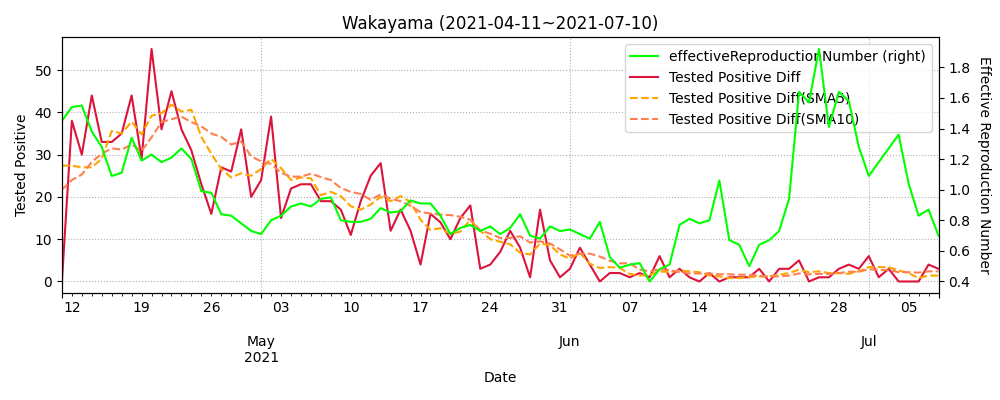 Wakayama (2021-04-11~2021-07-10)
effectiveReproductionNumber (right)
Tested Positive Diff
Tested Positive Diff(SMA5)
Tested Positive Diff(SMA10)
Tested Positive
50
40
30
20
10
0
1.8
1.6
1.4
1.2
1.0
0.8
0.6
0.4
Effective Reproduction Number
12 19 26 03 10 17 24 31 07 14 21 28 05
May Jun Jul
2021
Date